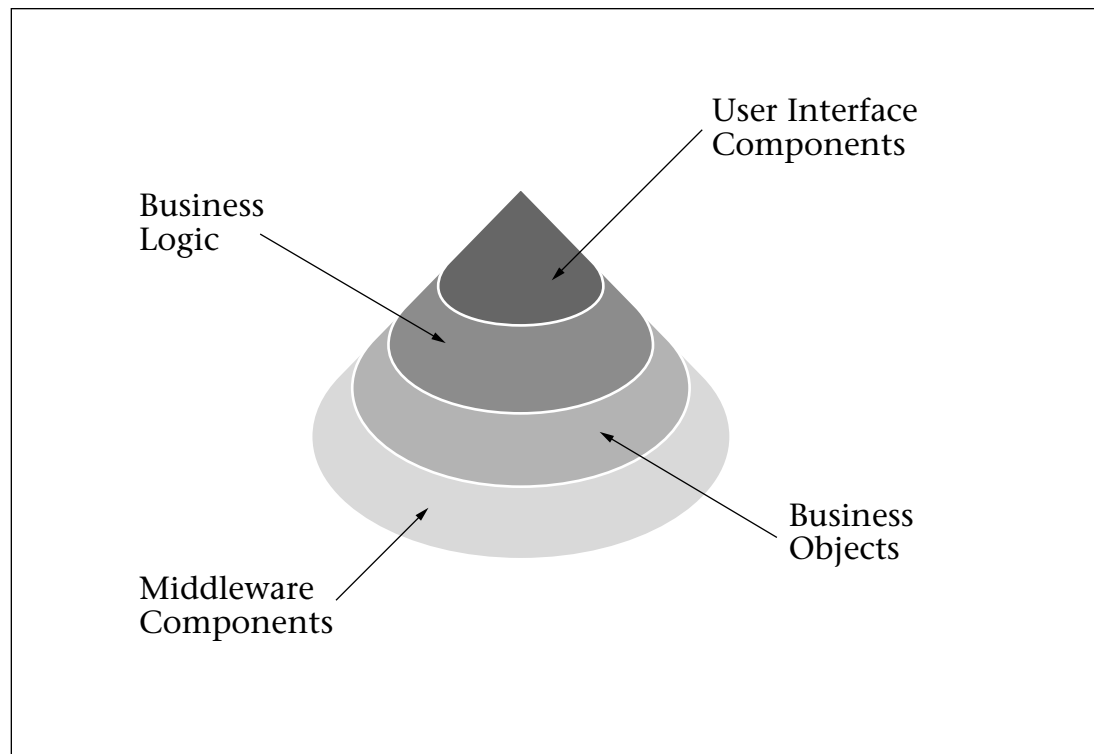 User Interface
Components
Business
Logic
Business
Objects
Middleware
Components